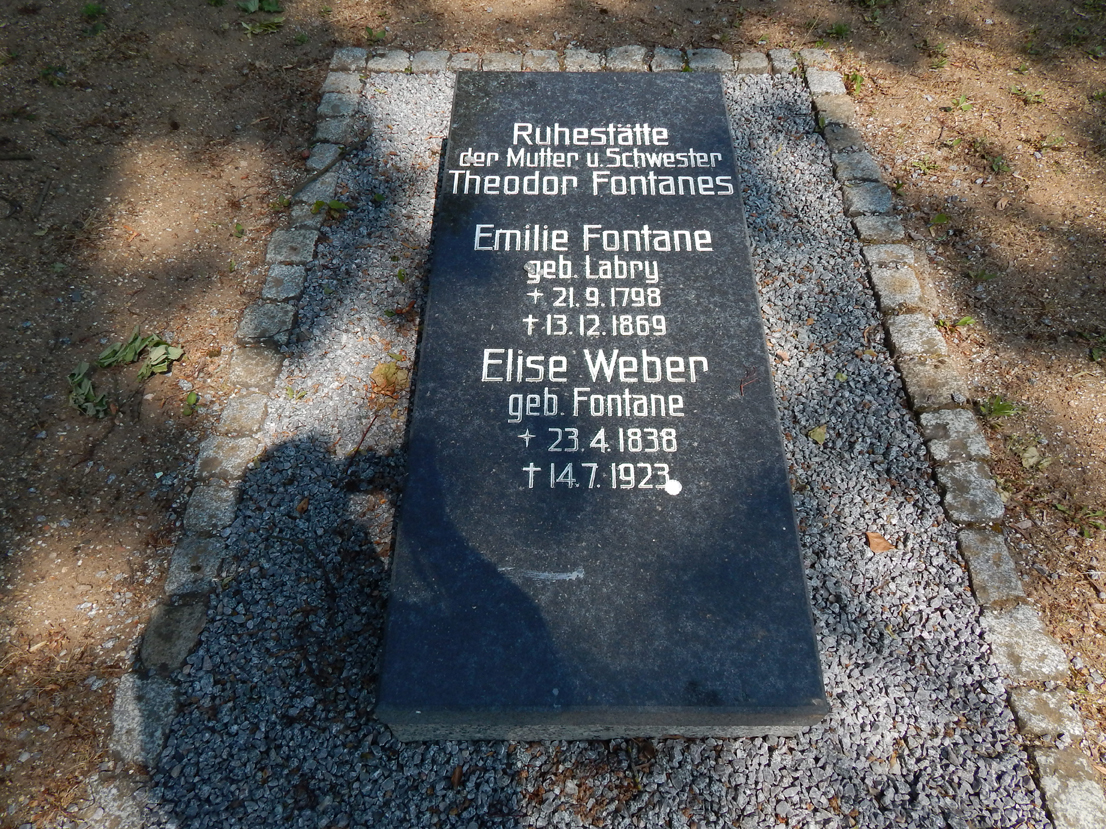 Ruhestätte
der Mutter u. Schwester
Theodor Fontanes
Emilie Fontane
geb. Labry
+ 21. 9. 1798
† 13. 12. 1869
Elise Weber
geb. Fontane
+ 23. 4. 1838
† 14. 7. 1923